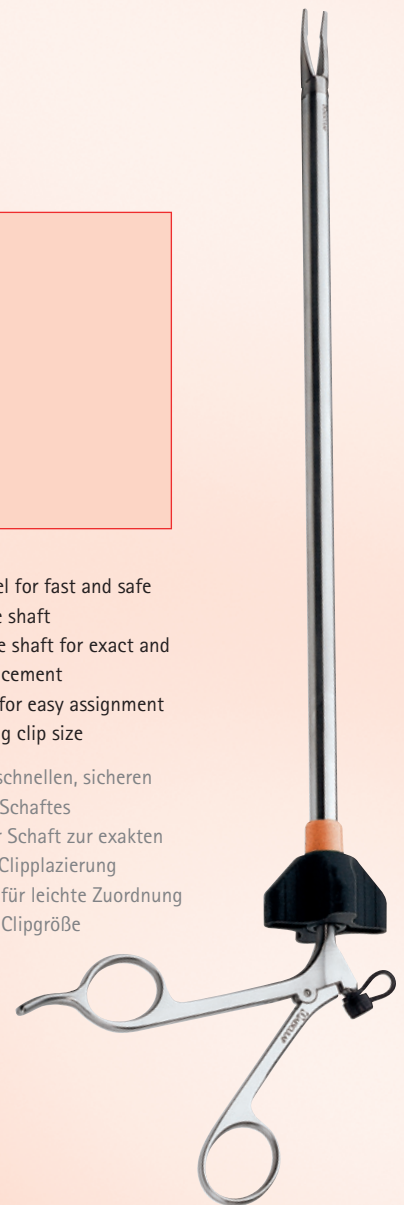 el for fast and safe
e shaft
e shaft for exact and
cement
for easy assignment
g clip size
schnellen, sicheren
Schaftes
r Schaft zur exakten
Clipplazierung
für leichte Zuordnung
Clipgröße
AESCULAP